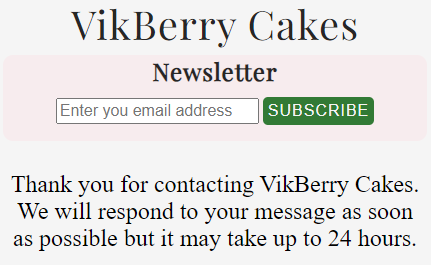 VikBerry Cakes
Newsletter
Enter you email address SUBSCRIBE
Thank you for contacting VikBerry Cakes.
We will respond to your message as soon
as possible but it may take up to 24 hours.